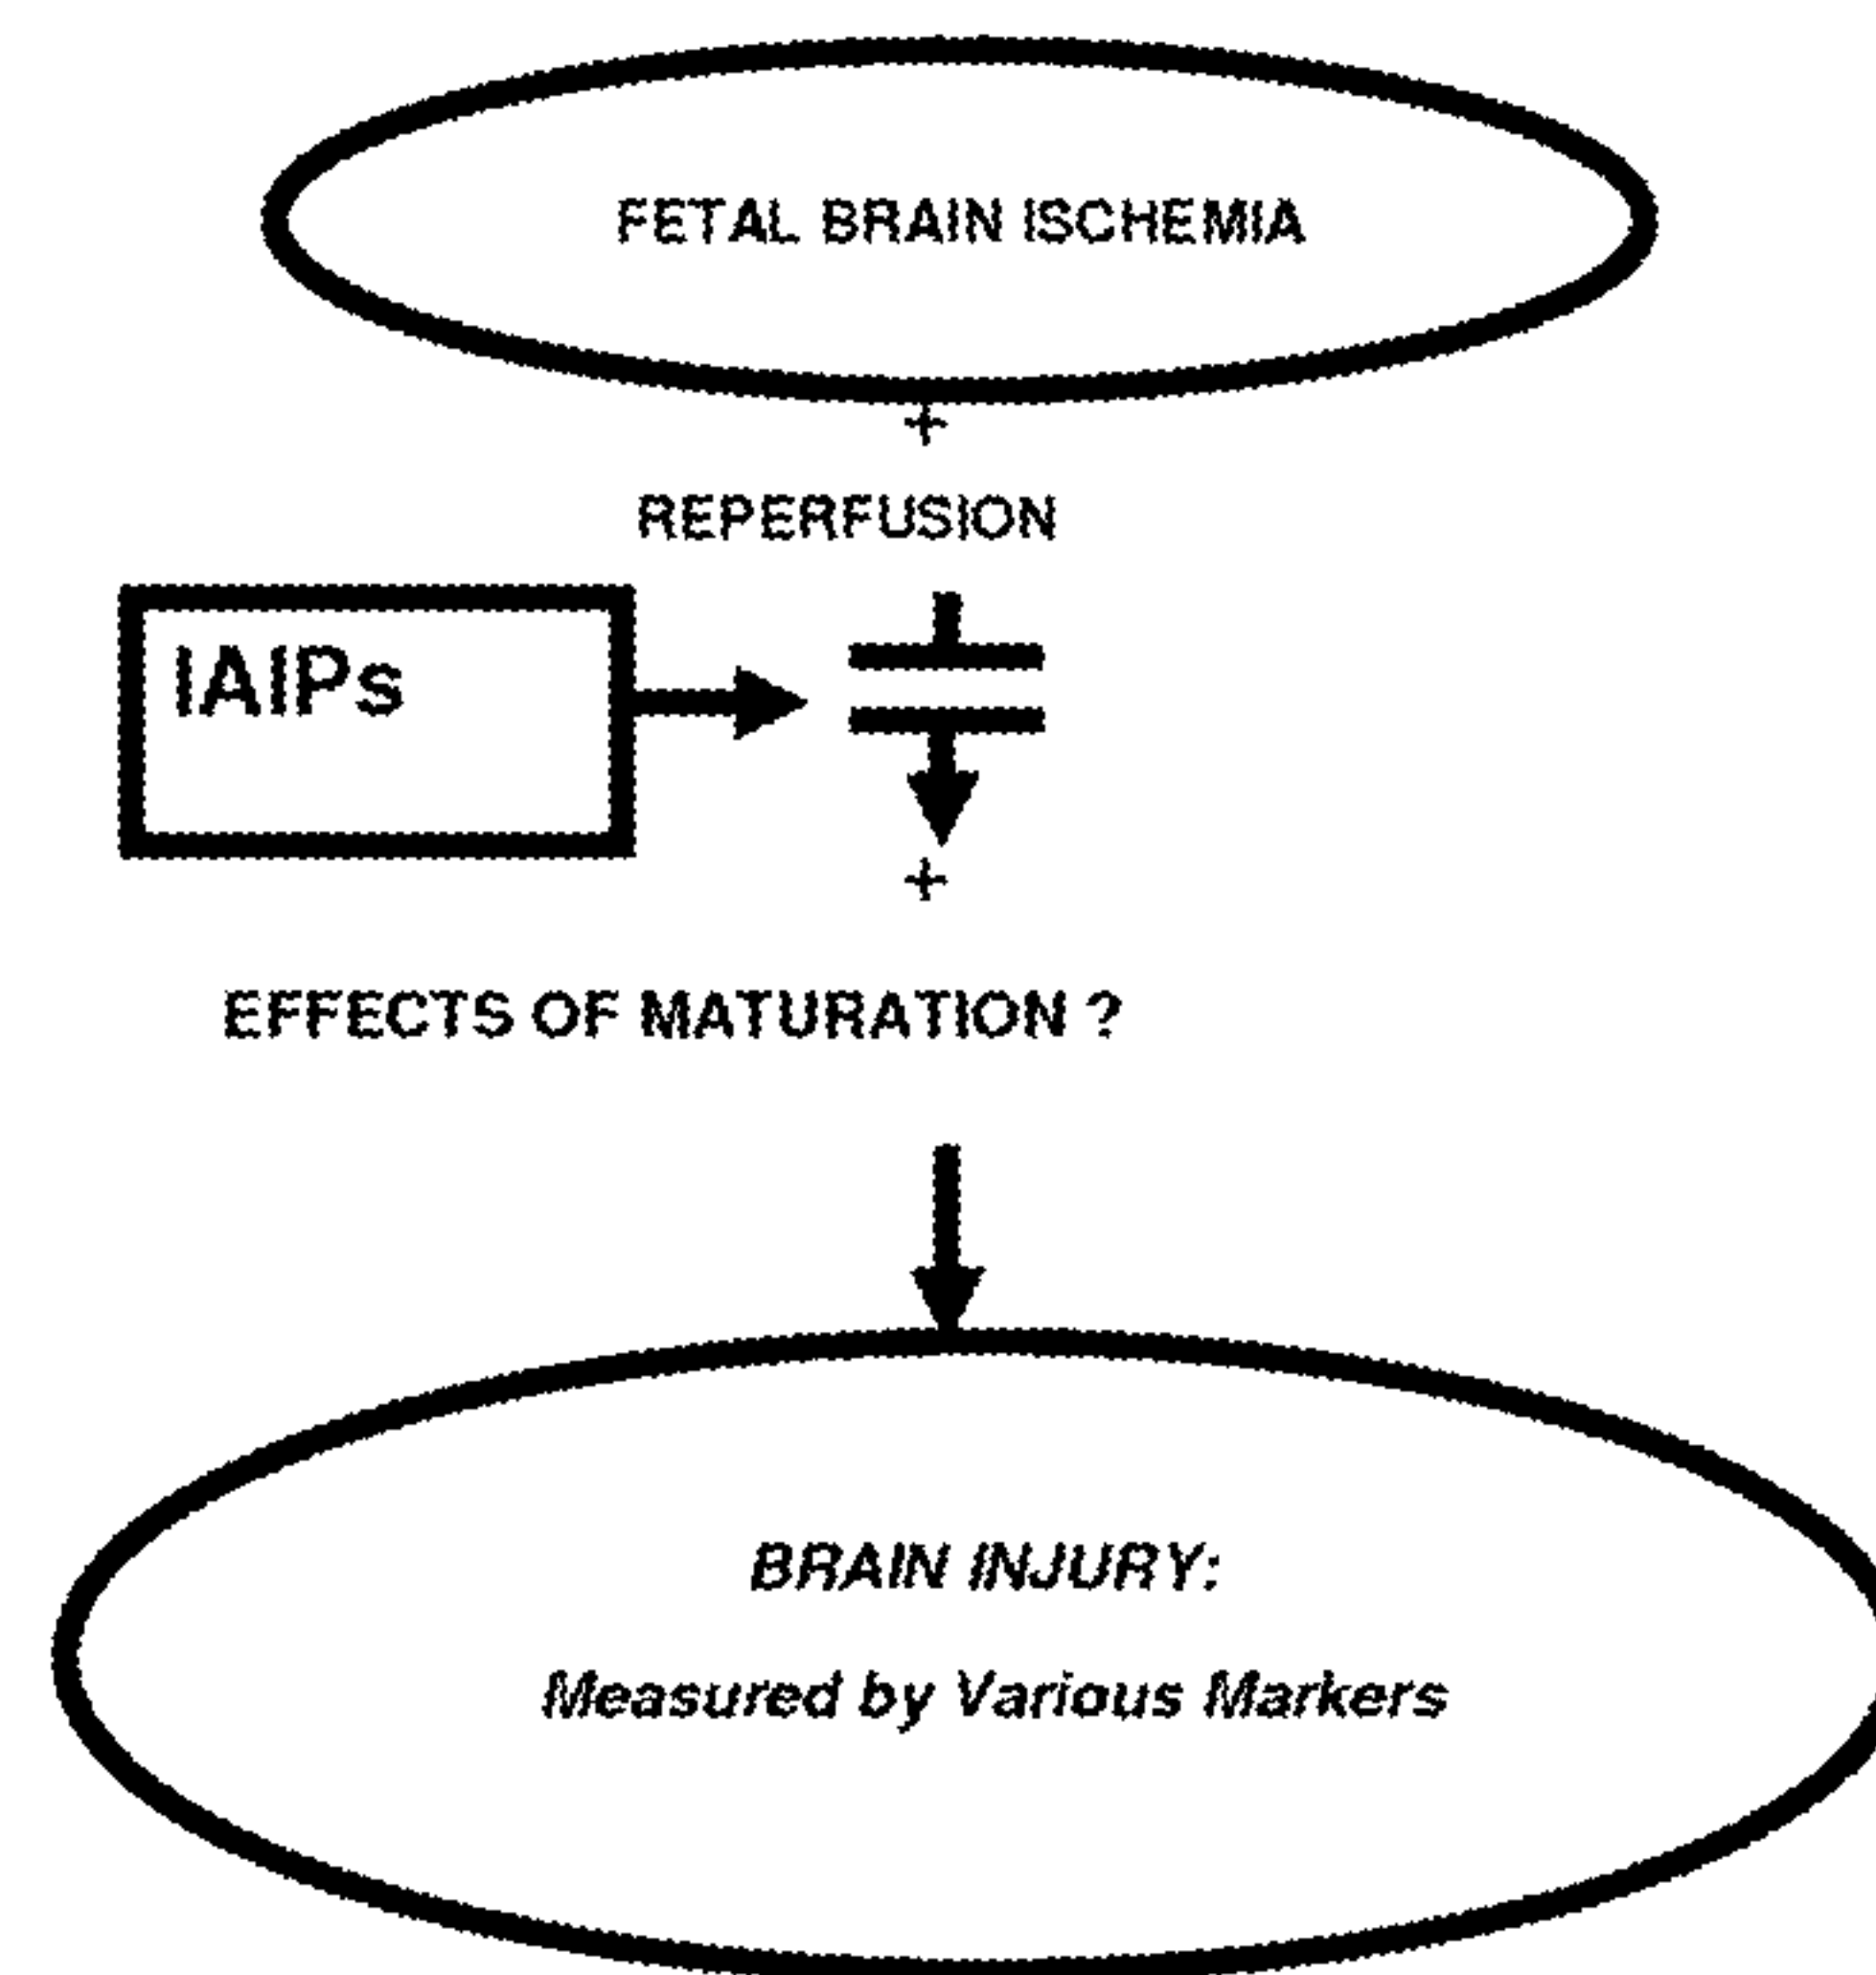 FETAL BRAIN ISCHEMIA
+
REPERFUSION
IAIPs
+
EFFECTS OF MATURATION ?
BRAIN INJURY:
Measured by Various Markers